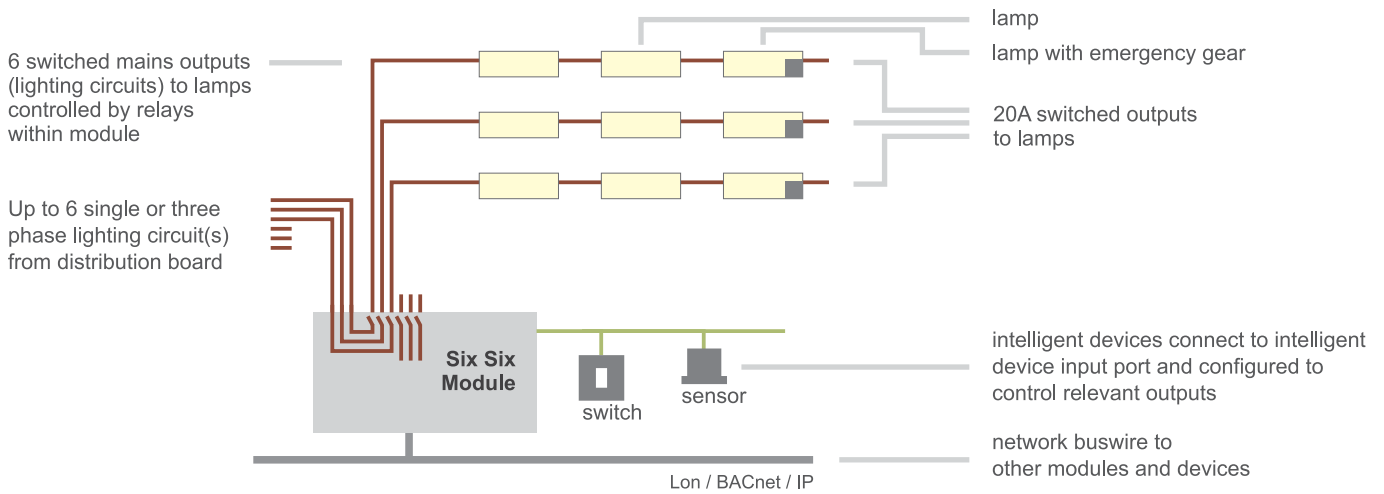 lamp
6 switched mains outputs
(lighting circuits) to lamps
controlled by relays
within module
lamp with emergency gear
20A switched outputs
to lamps
Up to 6 single or three
phase lighting circuit(s)
from distribution board
Six Six
Module
switch
sensor
intelligent devices connect to intelligent
device input port and configured to
control relevant outputs
network buswire to
other modules and devices
Lon / BACnet / IP